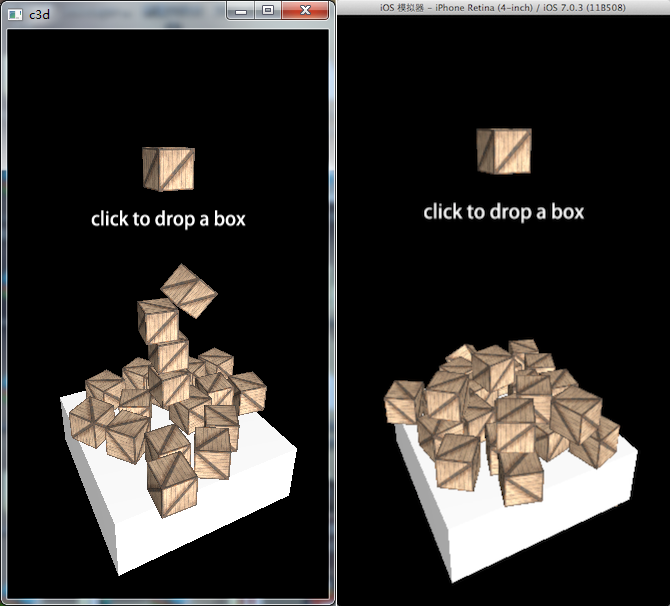 c3d
iOS 模拟器 - iPhone Retina (4-inch) / iOS 7.0.3 (11B508)
click to drop a box
click to drop a box